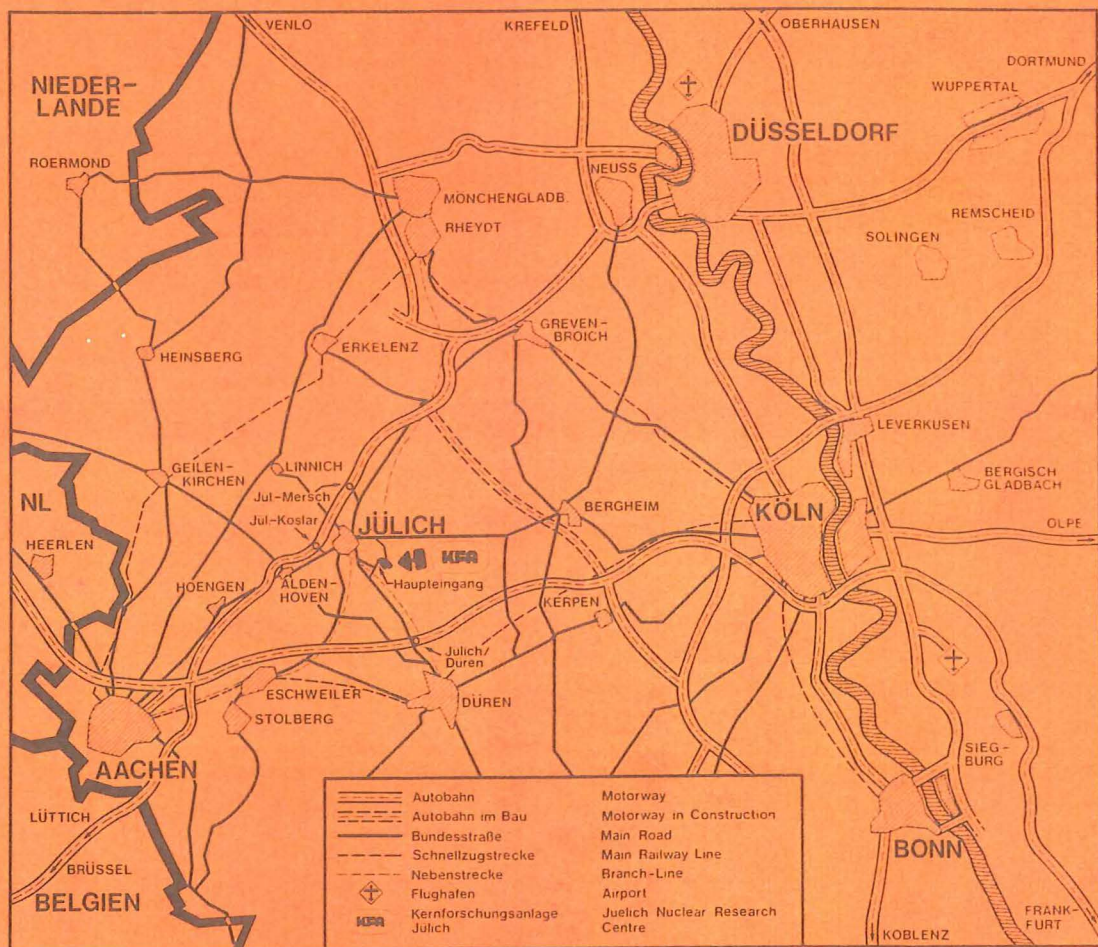 VENLO
KREFELD
OBERHAUSEN
DORTMUND
NIEDER-
LANDE
WUPPERTAL
DÜSSELDORF
ROERMOND
NEUSS
MÖNCHENGLADB.
RHEYDT
REMSCHEID
SOLINGEN
GREVEN-
BROICH
HEINSBERG
ERKELENZ
LEVERKUSEN
GEILEN-
KIRCHEN
LINNICH
BERGISCH
GLADBACH
NL
Jul-Mersch
BERGHEIM
KÖLN
JÜLICH
Jul-Koslar
OLPE
HEERLEN
KFA
HOENGEN
ALDEN-
HOVEN
Haupteingang
KERPEN
Julich/
Duren
ESCHWEILER
DÜREN
STOLBERG
SIEG-
BURG
AACHEN
LÜTTICH
BONN
BRÜSSEL
BELGIEN
FRANK-
FURT
KOBLENZ
Autobahn Motorway
Autobahn im Bau Motorway in Construction
Bundesstraße Main Road
Schnellzugstrecke Main Railway Line
Nebenstrecke Branch-Line
Flughafen Airport
KFA Kernforschungsanlage Juelich Nuclear Research
Jülich Centre